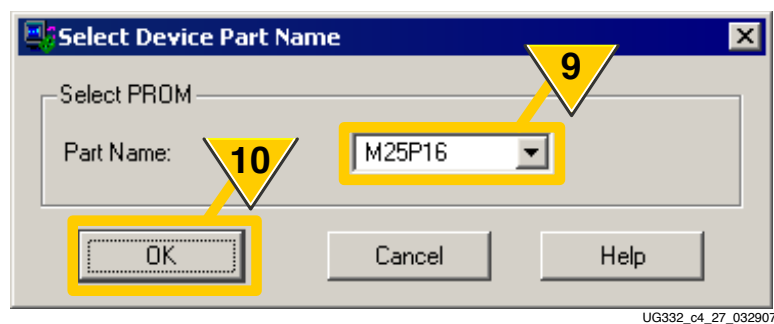 Select Device Part Name
9
Select PROM
Part Name:
10
M25P16
OK
Cancel
Help
UG332_c4_27_032907